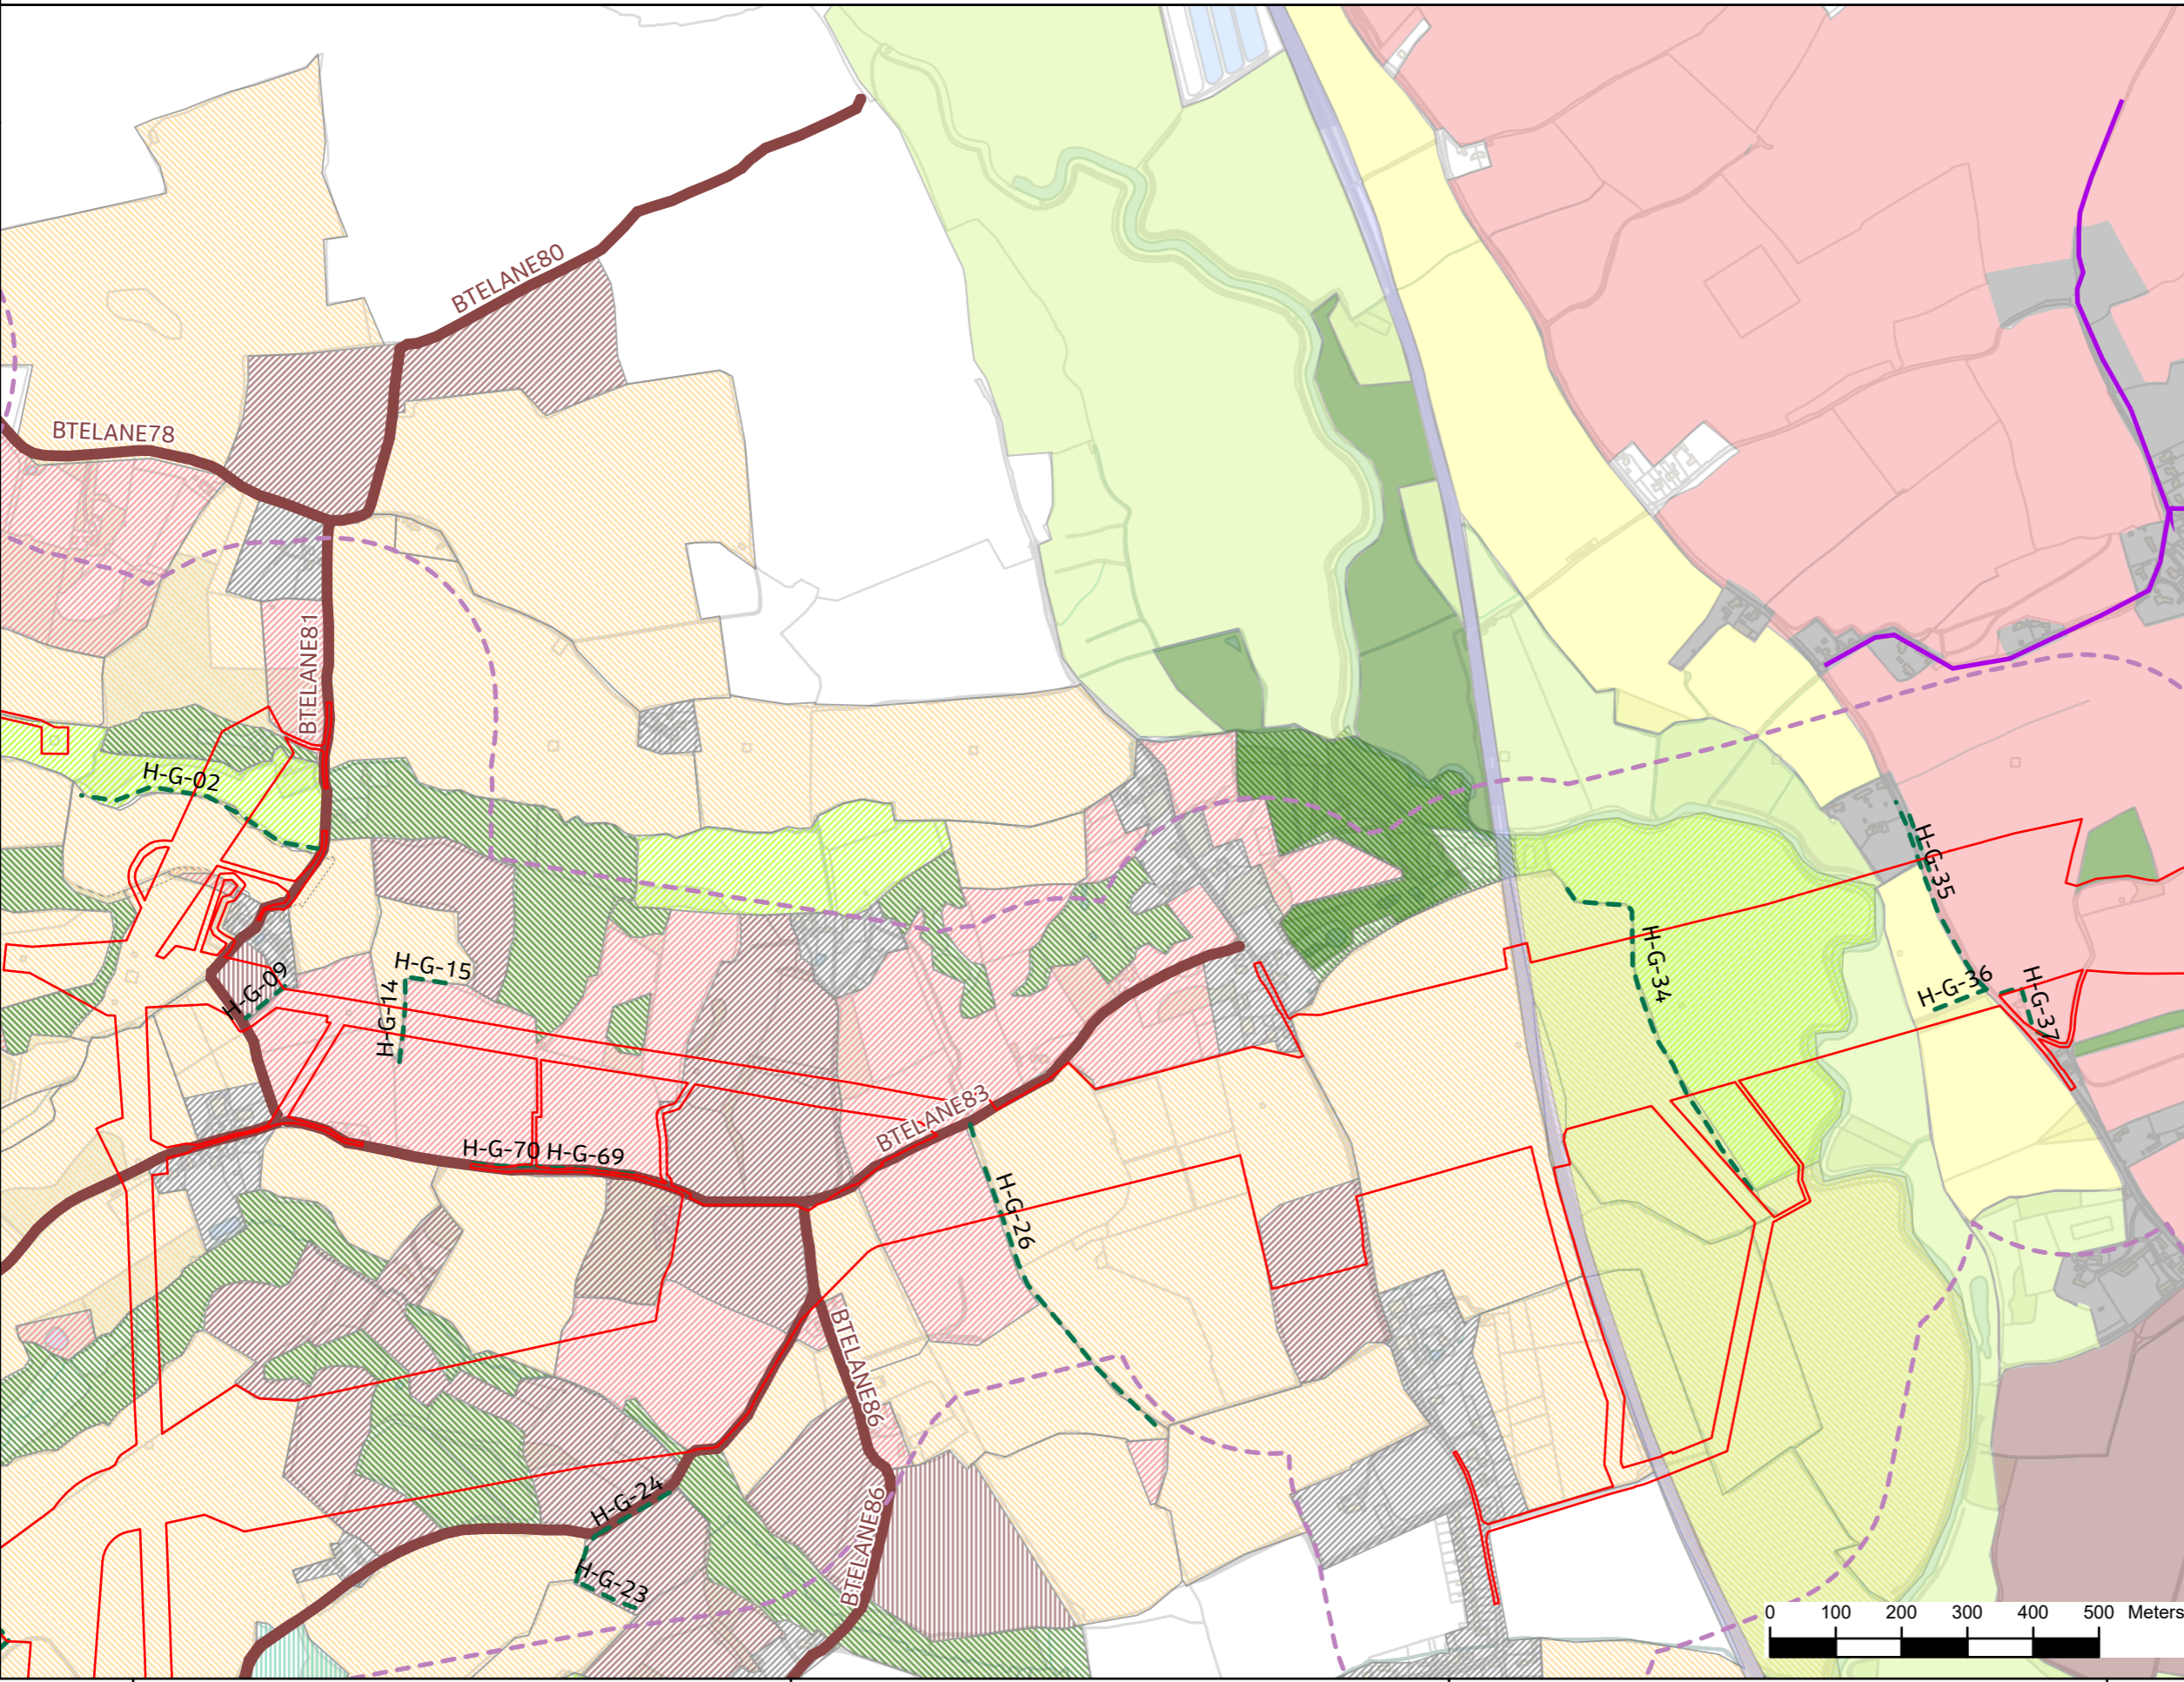 BTELANE80
BTELANE78
BTELANE81
H-G-02
H-G-35
H-G-34
H-G-15
H-G-09
H-G-14
H-G-36
H-G-37
BTELANE83
H-G-70
H-G-69
H-G-26
BTELANE86
H-G-24
BTELANE86
H-G-23
0 100 200 300 400 500 Meters